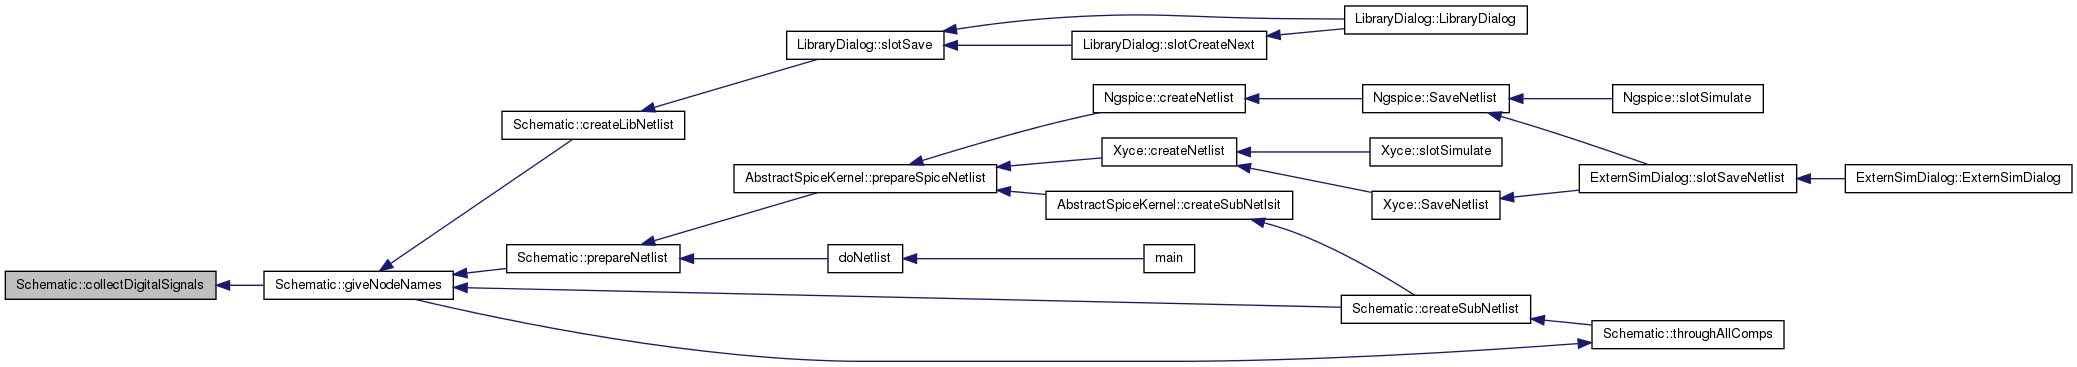 LibraryDialog::LibraryDialog
LibraryDialog::slotSave
LibraryDialog::slotCreateNext
Ngspice::createNetlist
Ngspice::SaveNetlist
Ngspice::slotSimulate
Schematic::createLibNetlist
Xyce::createNetlist
Xyce::slotSimulate
AbstractSpiceKernel::prepareSpiceNetlist
ExternSimDialog::slotSaveNetlist
ExternSimDialog::ExternSimDialog
AbstractSpiceKernel::createSubNetlsit
Xyce::SaveNetlist
Schematic::prepareNetlist
doNetlist
main
Schematic::collectDigitalSignals
Schematic::giveNodeNames
Schematic::createSubNetlist
Schematic::throughAllComps